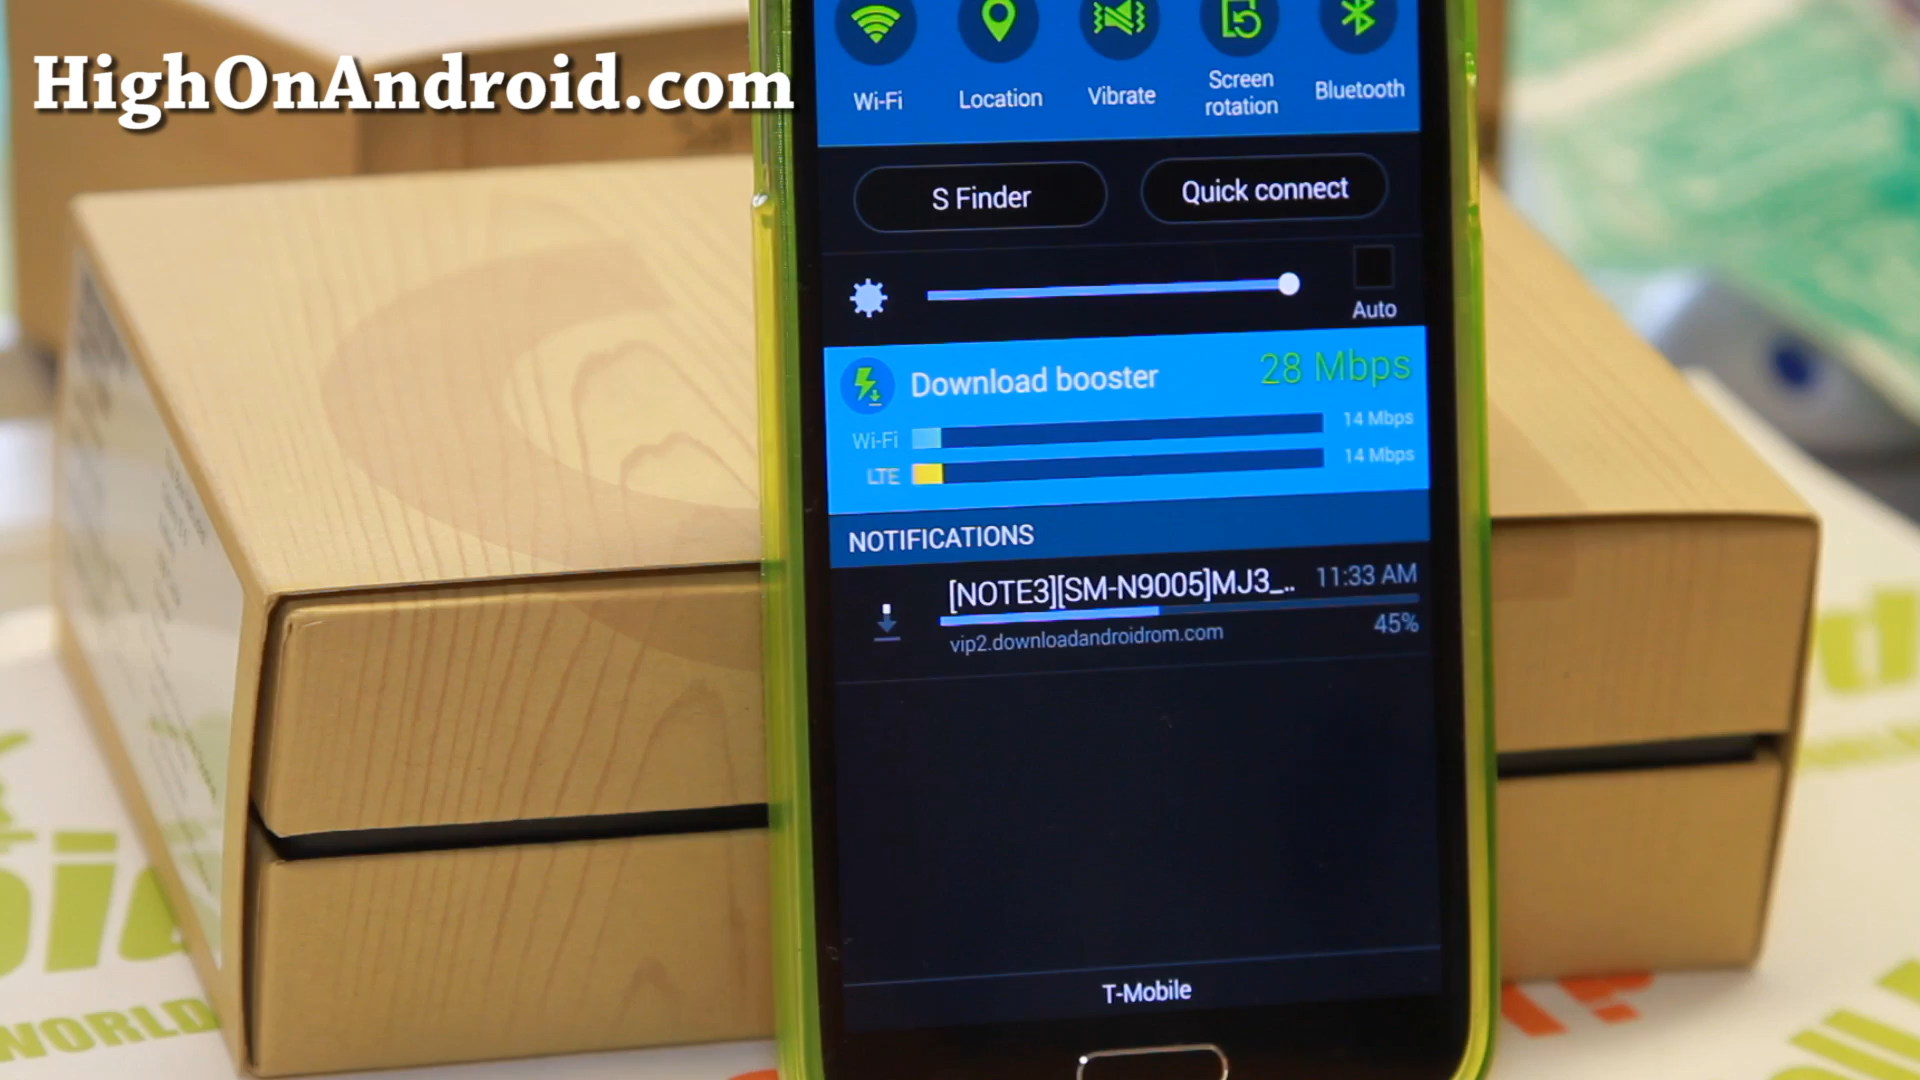 HighOnAndroid.com
Wi-Fi
Location
Vibrate
Screen
rotation
Bluetooth
S Finder
Quick connect
Auto
Download booster
28 Mbps
Wi-Fi
14 Mbps
LTE
14 Mbps
NOTIFICATIONS
[NOTE3][SM-N9005]MJ3_..
11:33 AM
vip2.downloadandroidrom.com
45%
T-Mobile
WORLD